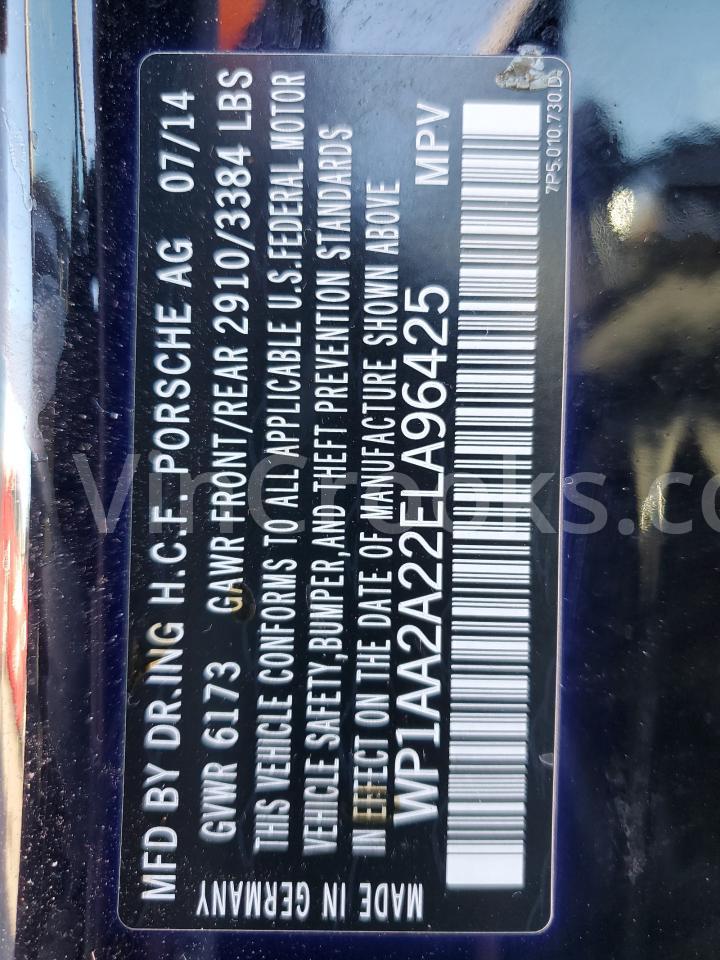 MFD BY DR.ING H.C.F. PORSCHE AG 07/14
GVWR 6173 GAWR FRONT/REAR 2910/3384 LBS
THIS VEHICLE CONFORMS TO ALL APPLICABLE U.S.FEDERAL MOTOR
VEHICLE SAFETY,BUMPER,AND THEFT PREVENTION STANDARDS
IN EFFECT ON THE DATE OF MANUFACTURE SHOWN ABOVE
WP1AA2A22ELA96425 MPV
MADE IN GERMANY
7P5.010.730.D
VinCrooks.co